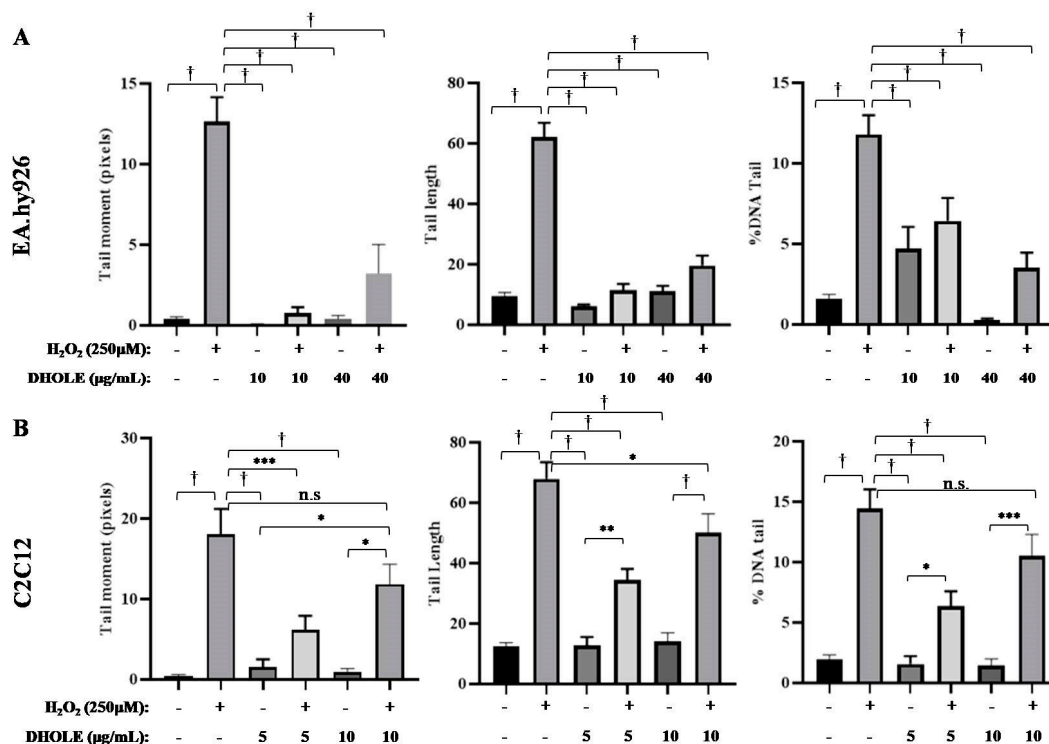 A
EA.hy926
Tail moment (pixels)
15
10
5
0
† † † † †
Tail length
80
60
40
20
0
† † † † †
%DNA Tail
15
10
5
0
† † † † †
H₂O₂ (250µM): - + - + - +
- + - + - +
- + - + - +
DHOLE (µg/mL): - - 10 10 40 40
- - 10 10 40 40
- - 10 10 40 40
B
C2C12
Tail moment (pixels)
30
20
10
0
†
† *** †
n.s
*
*
Tail Length
80
60
40
20
0
†
†
† †
*
†
**
% DNA tail
20
15
10
5
0
†
†
† †
n.s.
***
*
H₂O₂ (250µM): - + - + - +
- + - + - +
- + - + - +
DHOLE (µg/mL): - - 5 5 10 10
- - 5 5 10 10
- - 5 5 10 10